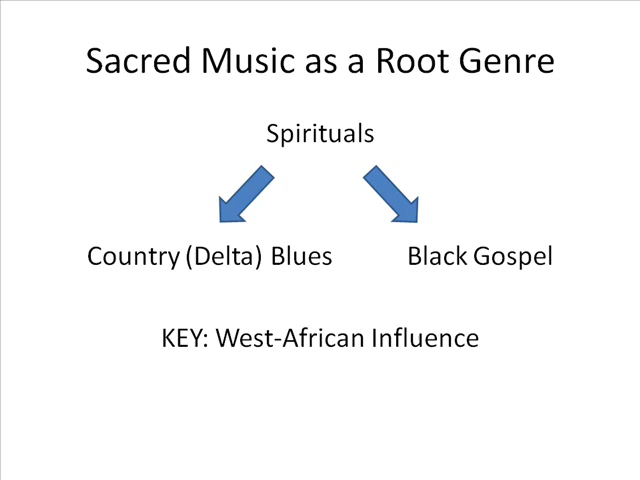 Sacred Music as a Root Genre
Spirituals
Country (Delta) Blues Black Gospel
KEY: West-African Influence